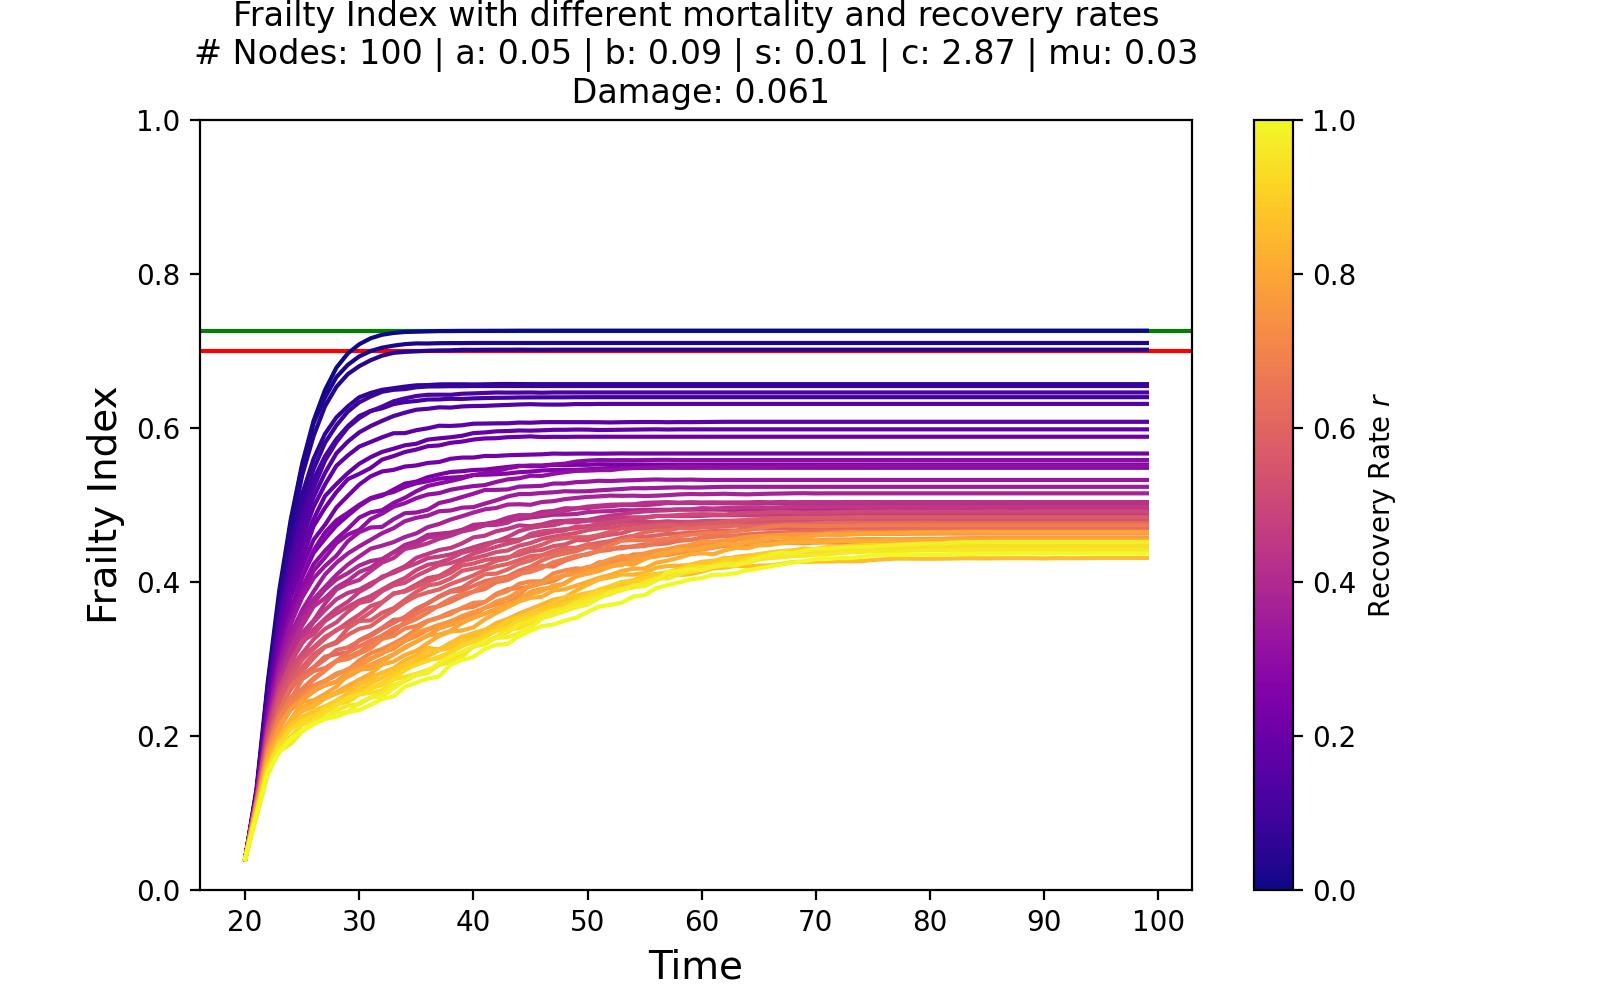 Frailty Index with different mortality and recovery rates
# Nodes: 100 | a: 0.05 | b: 0.09 | s: 0.01 | c: 2.87 | mu: 0.03
Damage: 0.061
1.0
0.8
0.6
0.4
0.2
0.0
Frailty Index
20 30 40 50 60 70 80 90 100
Time
1.0
0.8
0.6
0.4
0.2
0.0
Recovery Rate r